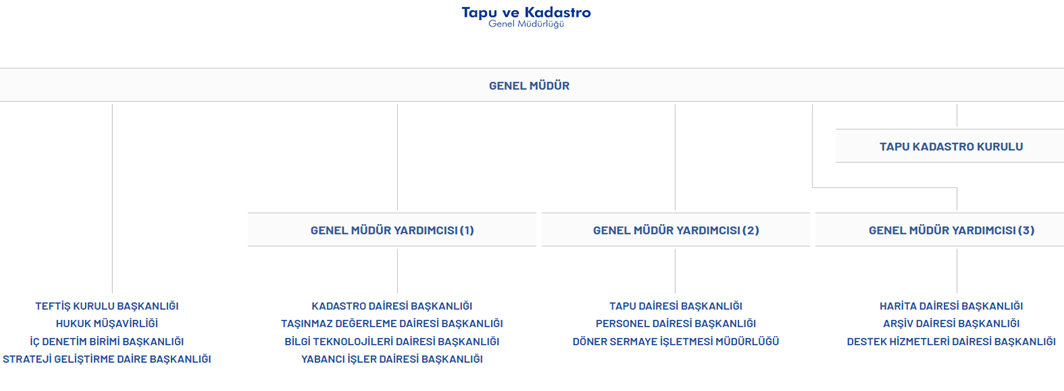 Tapu ve Kadastro
Genel Müdürlüğü
GENEL MÜDÜR
TAPU KADASTRO KURULU
GENEL MÜDÜR YARDIMCISI (1)
GENEL MÜDÜR YARDIMCISI (2)
GENEL MÜDÜR YARDIMCISI (3)
TEFTİŞ KURULU BAŞKANLIĞI
HUKUK MÜŞAVİRLİĞİ
İÇ DENETİM BİRİMİ BAŞKANLIĞI
STRATEJİ GELİŞTİRME DAİRE BAŞKANLIĞI
KADASTRO DAİRESİ BAŞKANLIĞI
TAŞINMAZ DEĞERLEME DAİRESİ BAŞKANLIĞI
BİLGİ TEKNOLOJİLERİ DAİRESİ BAŞKANLIĞI
YABANCI İŞLER DAİRESİ BAŞKANLIĞI
TAPU DAİRESİ BAŞKANLIĞI
PERSONEL DAİRESİ BAŞKANLIĞI
DÖNER SERMAYE İŞLETMESİ MÜDÜRLÜĞÜ
HARİTA DAİRESİ BAŞKANLIĞI
ARŞİV DAİRESİ BAŞKANLIĞI
DESTEK HİZMETLERİ DAİRESİ BAŞKANLIĞI